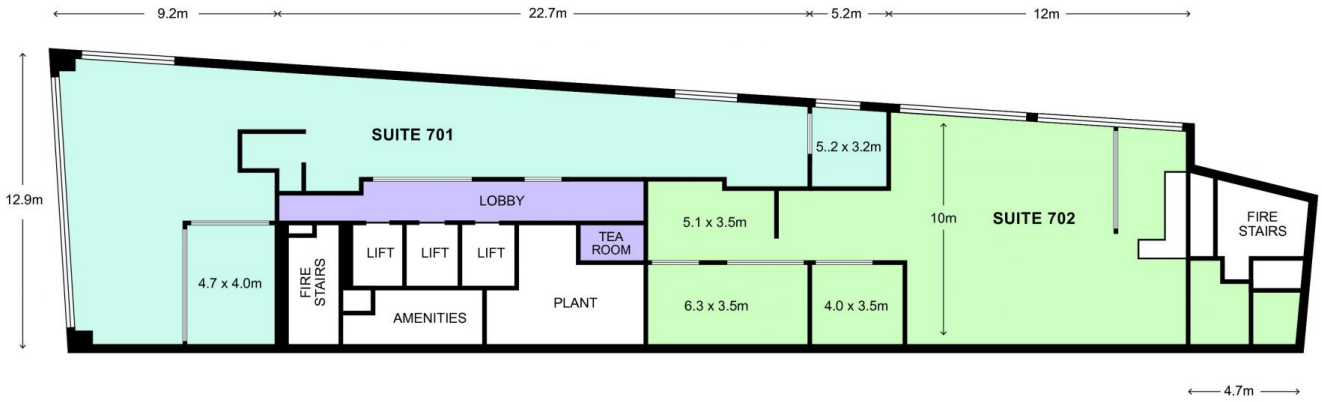 9.2m
22.7m
5.2m
12m
12.9m
SUITE 701
5..2 x 3.2m
LOBBY
5.1 x 3.5m
10m
SUITE 702
FIRE
STAIRS
TEA
ROOM
LIFT
LIFT
LIFT
4.7 x 4.0m
FIRE
STAIRS
PLANT
6.3 x 3.5m
4.0 x 3.5m
AMENITIES
4.7m